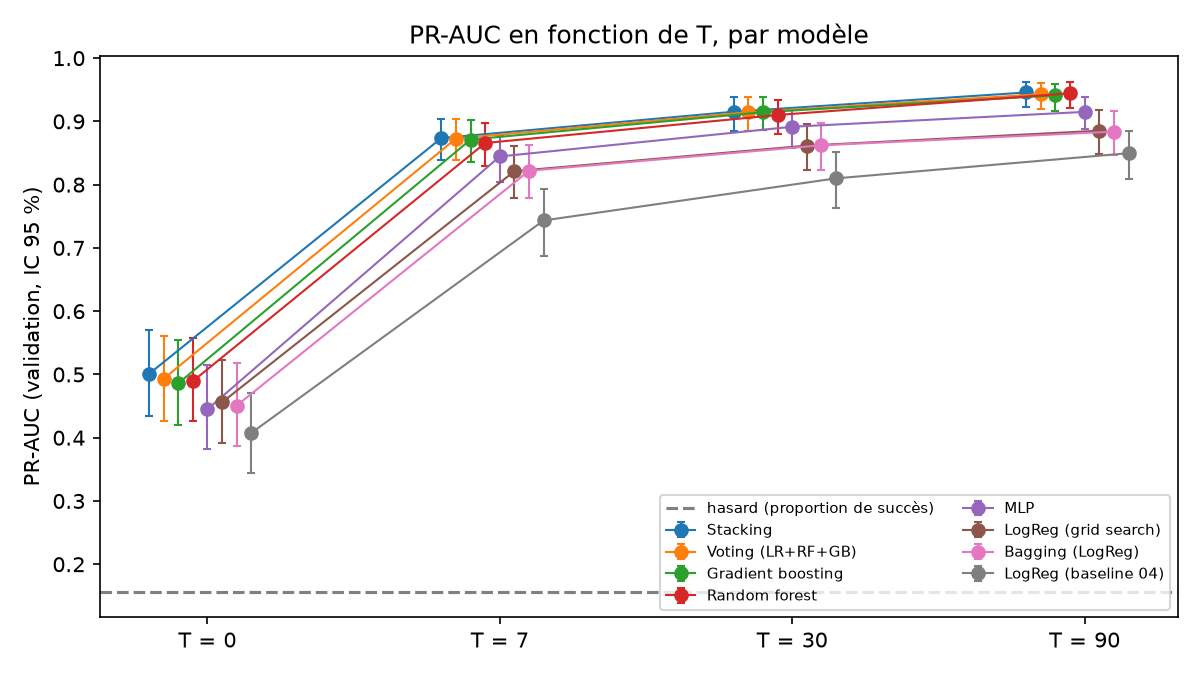 PR-AUC en fonction de T, par modèle
PR-AUC (validation, IC 95 %)
1.0
0.9
0.8
0.7
0.6
0.5
0.4
0.3
0.2
T = 0
T = 7
T = 30
T = 90
hasard (proportion de succès)
Stacking
Voting (LR+RF+GB)
Gradient boosting
Random forest
MLP
LogReg (grid search)
Bagging (LogReg)
LogReg (baseline 04)